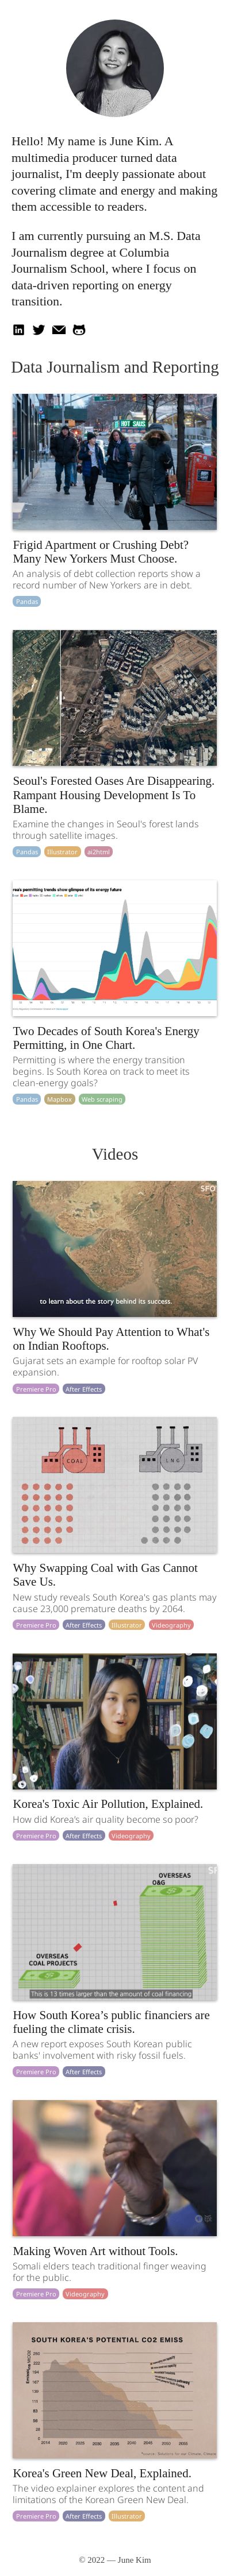 Hello! My name is June Kim. A
multimedia producer turned data
journalist, I'm deeply passionate about
covering climate and energy and making
them accessible to readers.
I am currently pursuing an M.S. Data
Journalism degree at Columbia
Journalism School, where I focus on
data-driven reporting on energy
transition.
Data Journalism and Reporting
HOT SALE
Frigid Apartment or Crushing Debt?
Many New Yorkers Must Choose.
An analysis of debt collection reports show a
record number of New Yorkers are in debt.
Pandas
Seoul's Forested Oases Are Disappearing.
Rampant Housing Development Is To
Blame.
Examine the changes in Seoul's forest lands
through satellite images.
Pandas Illustrator ai2html
rea's permitting trends show glimpse of its energy future
Two Decades of South Korea's Energy
Permitting, in One Chart.
Permitting is where the energy transition
begins. Is South Korea on track to meet its
clean-energy goals?
Pandas Mapbox Web scraping
Videos
SFO
to learn about the story behind its success.
Why We Should Pay Attention to What's
on Indian Rooftops.
Gujarat sets an example for rooftop solar PV
expansion.
Premiere Pro After Effects
COAL LNG
Why Swapping Coal with Gas Cannot
Save Us.
New study reveals South Korea's gas plants may
cause 23,000 premature deaths by 2064.
Premiere Pro After Effects Illustrator Videography
Korea's Toxic Air Pollution, Explained.
How did Korea's air quality become so poor?
Premiere Pro After Effects Videography
OVERSEAS
O&G
OVERSEAS
COAL PROJECTS
This is 13 times larger than the amount of coal financing
How South Korea’s public financiers are
fueling the climate crisis.
A new report exposes South Korean public
banks' involvement with risky fossil fuels.
Premiere Pro After Effects
Making Woven Art without Tools.
Somali elders teach traditional finger weaving
for the public.
Premiere Pro Videography
SOUTH KOREA'S POTENTIAL CO2 EMISS
Korea's Green New Deal, Explained.
The video explainer explores the content and
limitations of the Korean Green New Deal.
Premiere Pro After Effects Illustrator
© 2022 — June Kim